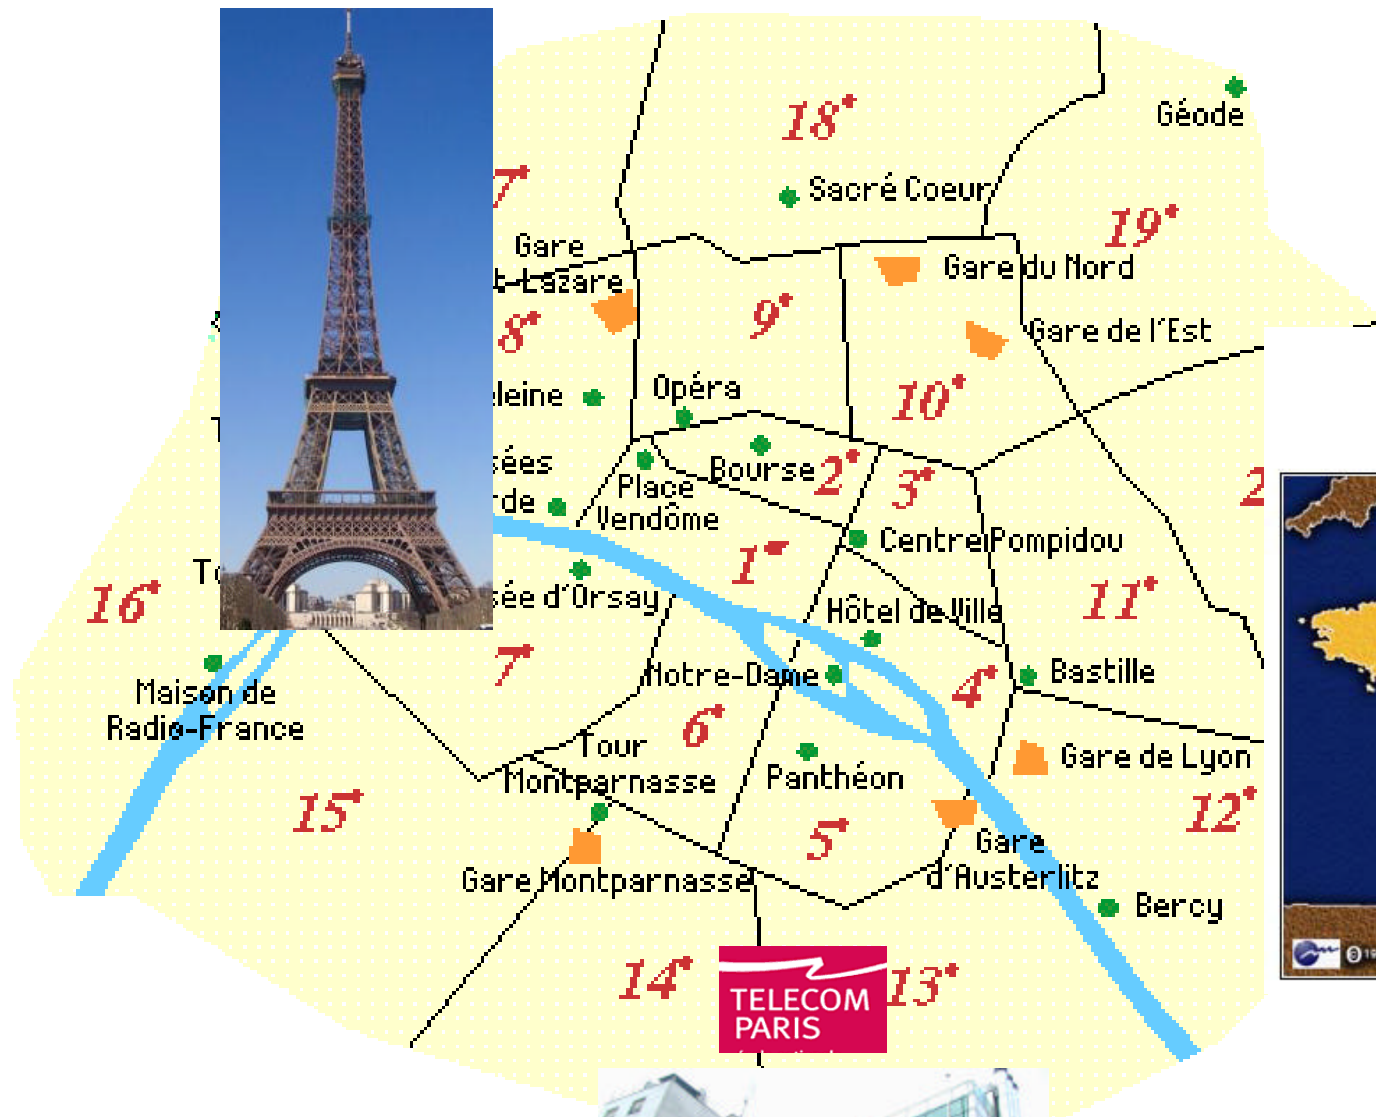 18e
Géode
Sacré Coeur
19e
Gare
Gare du Nord
9e
8e
Gare de l'Est
Opéra
10e
Bourse
2e
3e
Place
Vendôme
Centre Pompidou
1er
16e
11e
Hôtel de Ville
7e
Notre-Dame
4e
Bastille
Maison de
Radio-France
6e
Tour
Montparnasse
Panthéon
Gare de Lyon
15e
5e
12e
Gare
d'Austerlitz
Gare Montparnasse
Bercy
14e
13e
TELECOM
PARIS